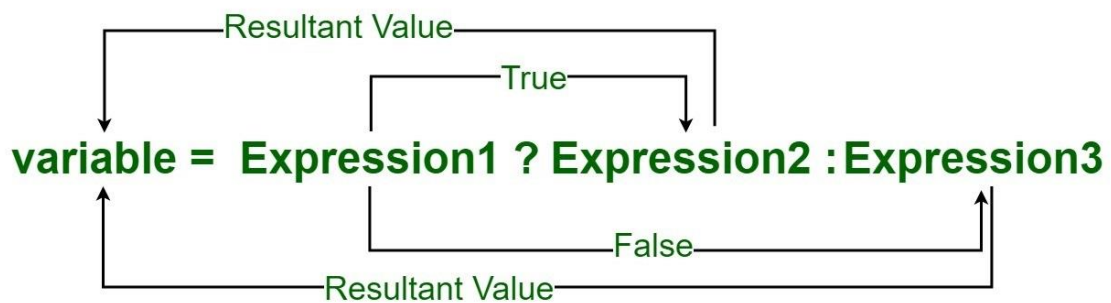 Resultant Value
True
variable = Expression1 ? Expression2 : Expression3
False
Resultant Value